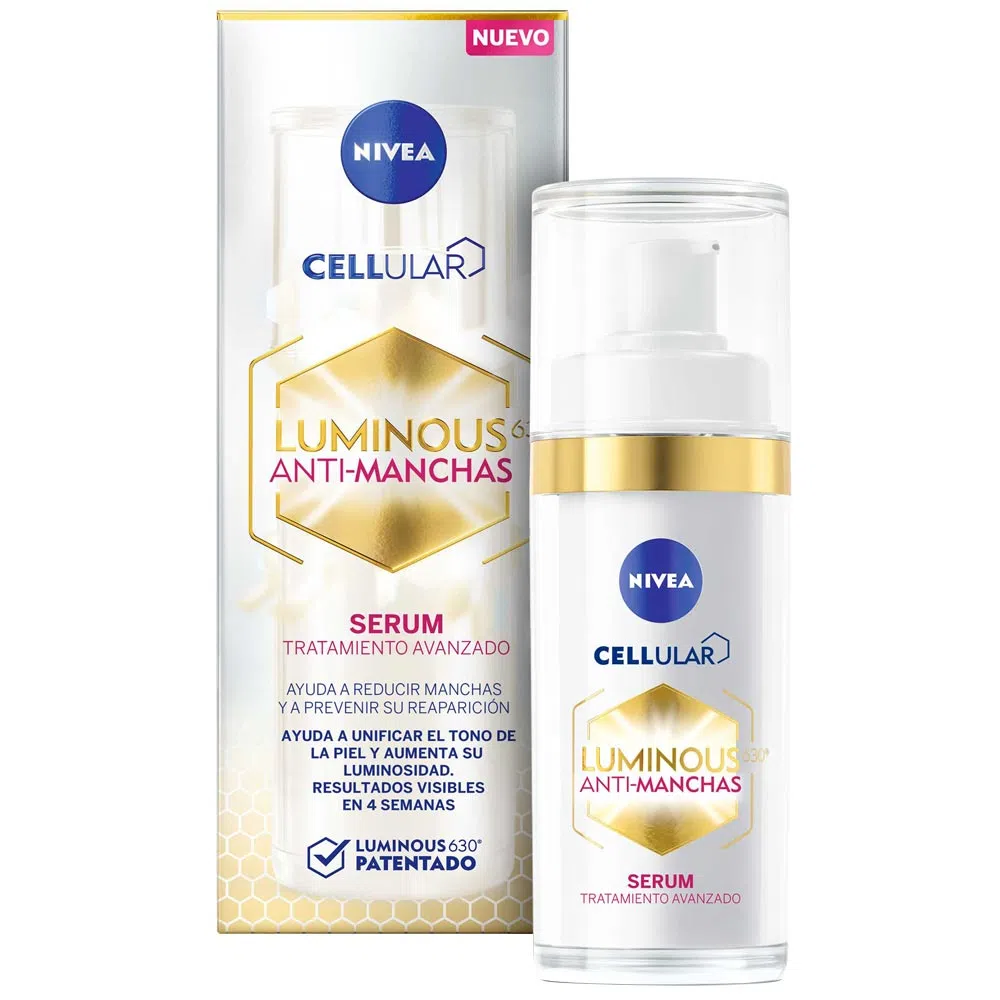 NUEVO
NIVEA
CELLULAR
LUMINOUS
ANTI-MANCHAS
SERUM
TRATAMIENTO AVANZADO
AYUDA A REDUCIR MANCHAS
Y A PREVENIR SU REAPARICIÓN
AYUDA A UNIFICAR EL TONO DE
LA PIEL Y AUMENTA SU
LUMINOSIDAD.
RESULTADOS VISIBLES
EN 4 SEMANAS
LUMINOUS630®
PATENTADO
NIVEA
CELLULAR
LUMINOUS630®
ANTI-MANCHAS
SERUM
TRATAMIENTO AVANZADO